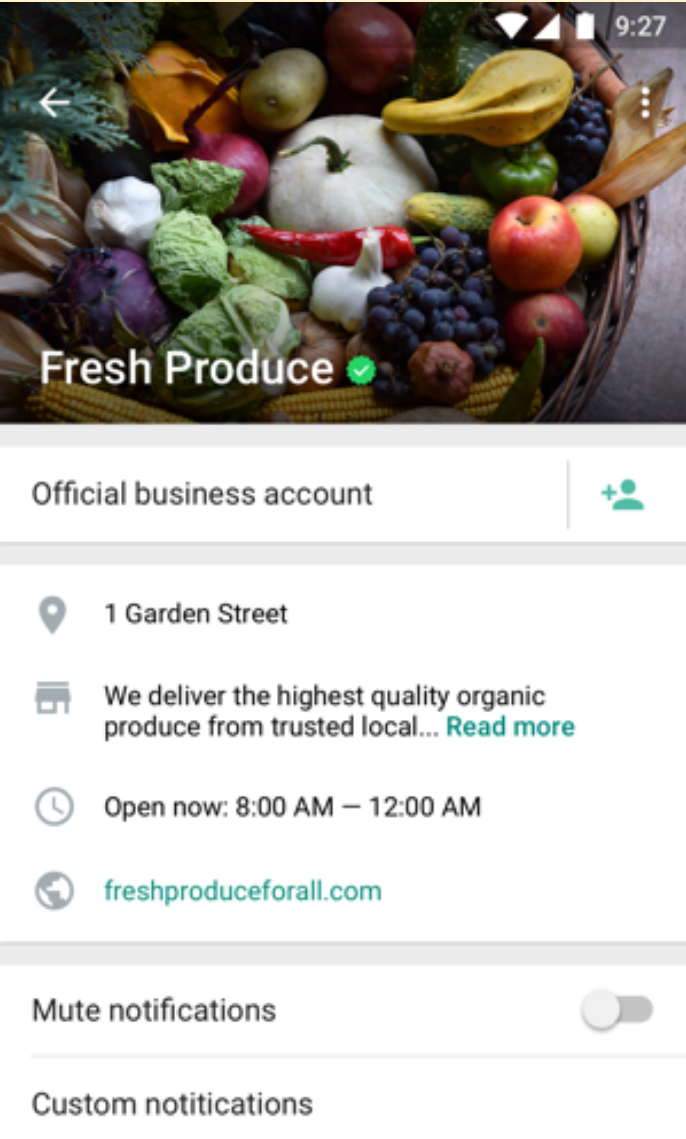 9:27
Fresh Produce
Official business account
1 Garden Street
We deliver the highest quality organic
produce from trusted local... Read more
Open now: 8:00 AM — 12:00 AM
freshproduceforall.com
Mute notifications
Custom notitications